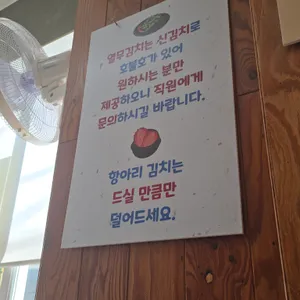 열무김치는 신김치로
호불호가 있어
원하시는 분만
제공하오니 직원에게
문의하시길 바랍니다.
항아리 김치는
드실 만큼만
덜어드세요.